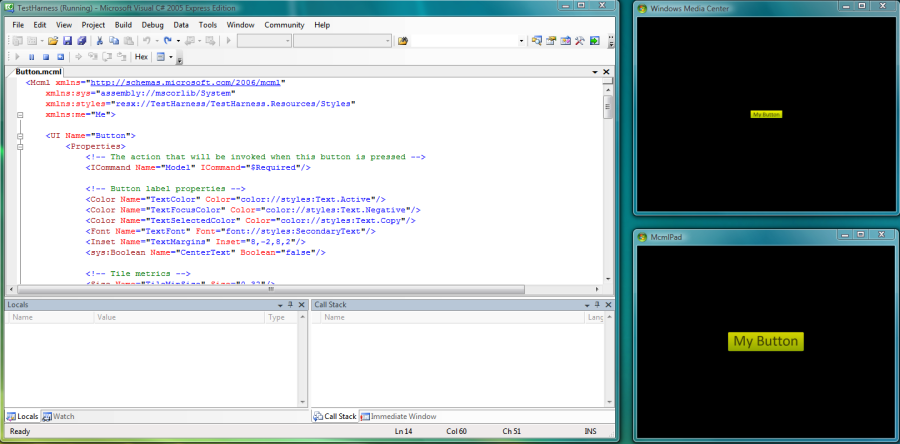 TestHarness (Running) - Microsoft Visual C# 2005 Express Edition
File Edit View Project Build Debug Data Tools Window Community Help
Hex
Button.mcml
<Mcml xmlns="http://schemas.microsoft.com/2006/mcml"
xmlns:sys="assembly://mscorlib/System"
xmlns:styles="resx://TestHarness/TestHarness.Resources/Styles"
xmlns:me="Me">
<UI Name="Button">
<Properties>
<!-- The action that will be invoked when this button is pressed -->
<ICommand Name="Model" ICommand="$Required"/>
<!-- Button label properties -->
<Color Name="TextColor" Color="color://styles:Text.Active"/>
<Color Name="TextFocusColor" Color="color://styles:Text.Negative"/>
<Color Name="TextSelectedColor" Color="color://styles:Text.Copy"/>
<Font Name="TextFont" Font="font://styles:SecondaryText"/>
<Inset Name="TextMargins" Inset="8,-2,8,2"/>
<sys:Boolean Name="CenterText" Boolean="false"/>
<!-- Tile metrics -->
Locals
Name Value Type
Locals Watch
Call Stack
Name Lang
Call Stack Immediate Window
Ready Ln 14 Col 60 Ch 51 INS
Windows Media Center
My Button
McmlPad
My Button